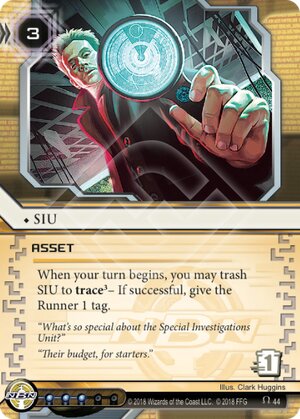 3
SIU
ASSET
When your turn begins, you may trash
SIU to trace³– If successful, give the
Runner 1 tag.
“What’s so special about the Special Investigations
Unit?”
“Their budget, for starters.”
1
Illus. Clark Huggins
NBN
© 2018 Wizards of the Coast LLC. © 2018 FFG
44